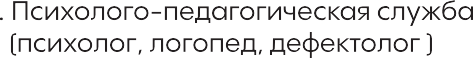 . Психолого-педагогическая служба
(психолог, логопед, дефектолог )